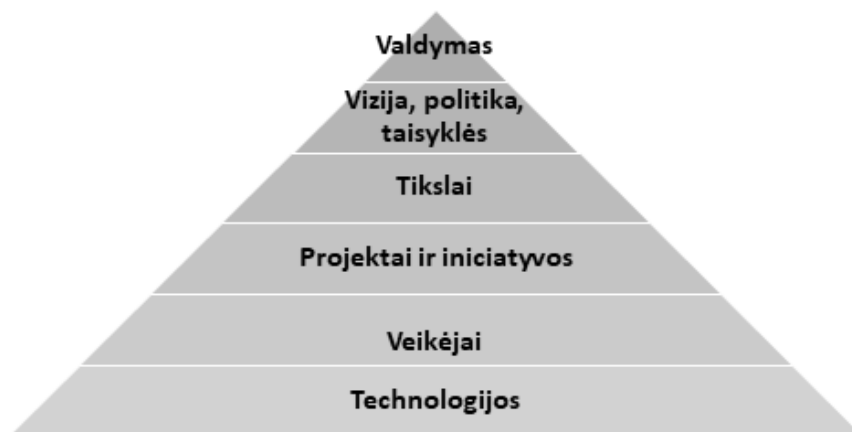 Valdymas
Vizija, politika,
taisyklės
Tikslai
Projektai ir iniciatyvos
Veikėjai
Technologijos